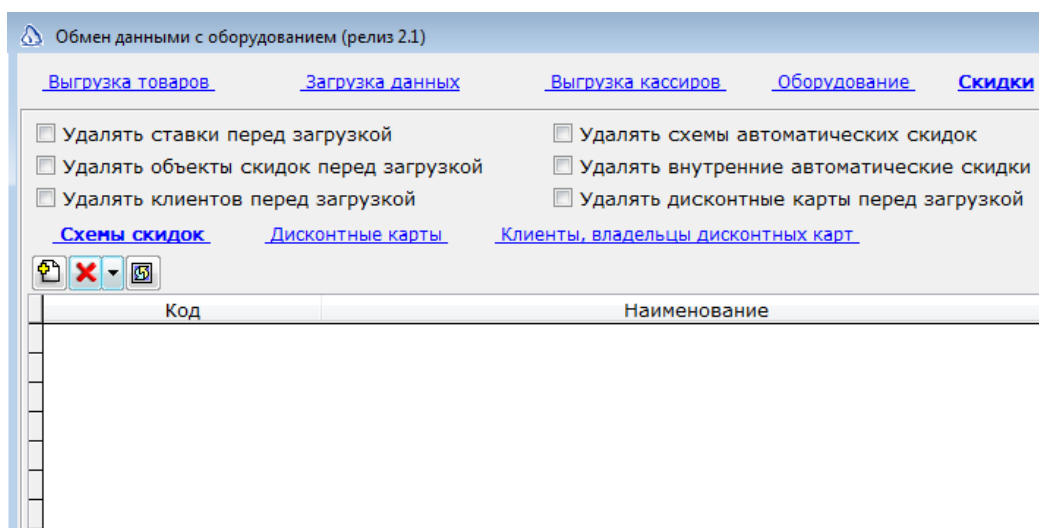 Обмен данными с оборудованием (релиз 2.1)
Выгрузка товаров Загрузка данных Выгрузка кассиров Оборудование Скидки
Удалять ставки перед загрузкой Удалять схемы автоматических скидок
Удалять объекты скидок перед загрузкой Удалять внутренние автоматические скидки
Удалять клиентов перед загрузкой Удалять дисконтные карты перед загрузкой
Схемы скидок Дисконтные карты Клиенты, владельцы дисконтных карт
Код Наименование